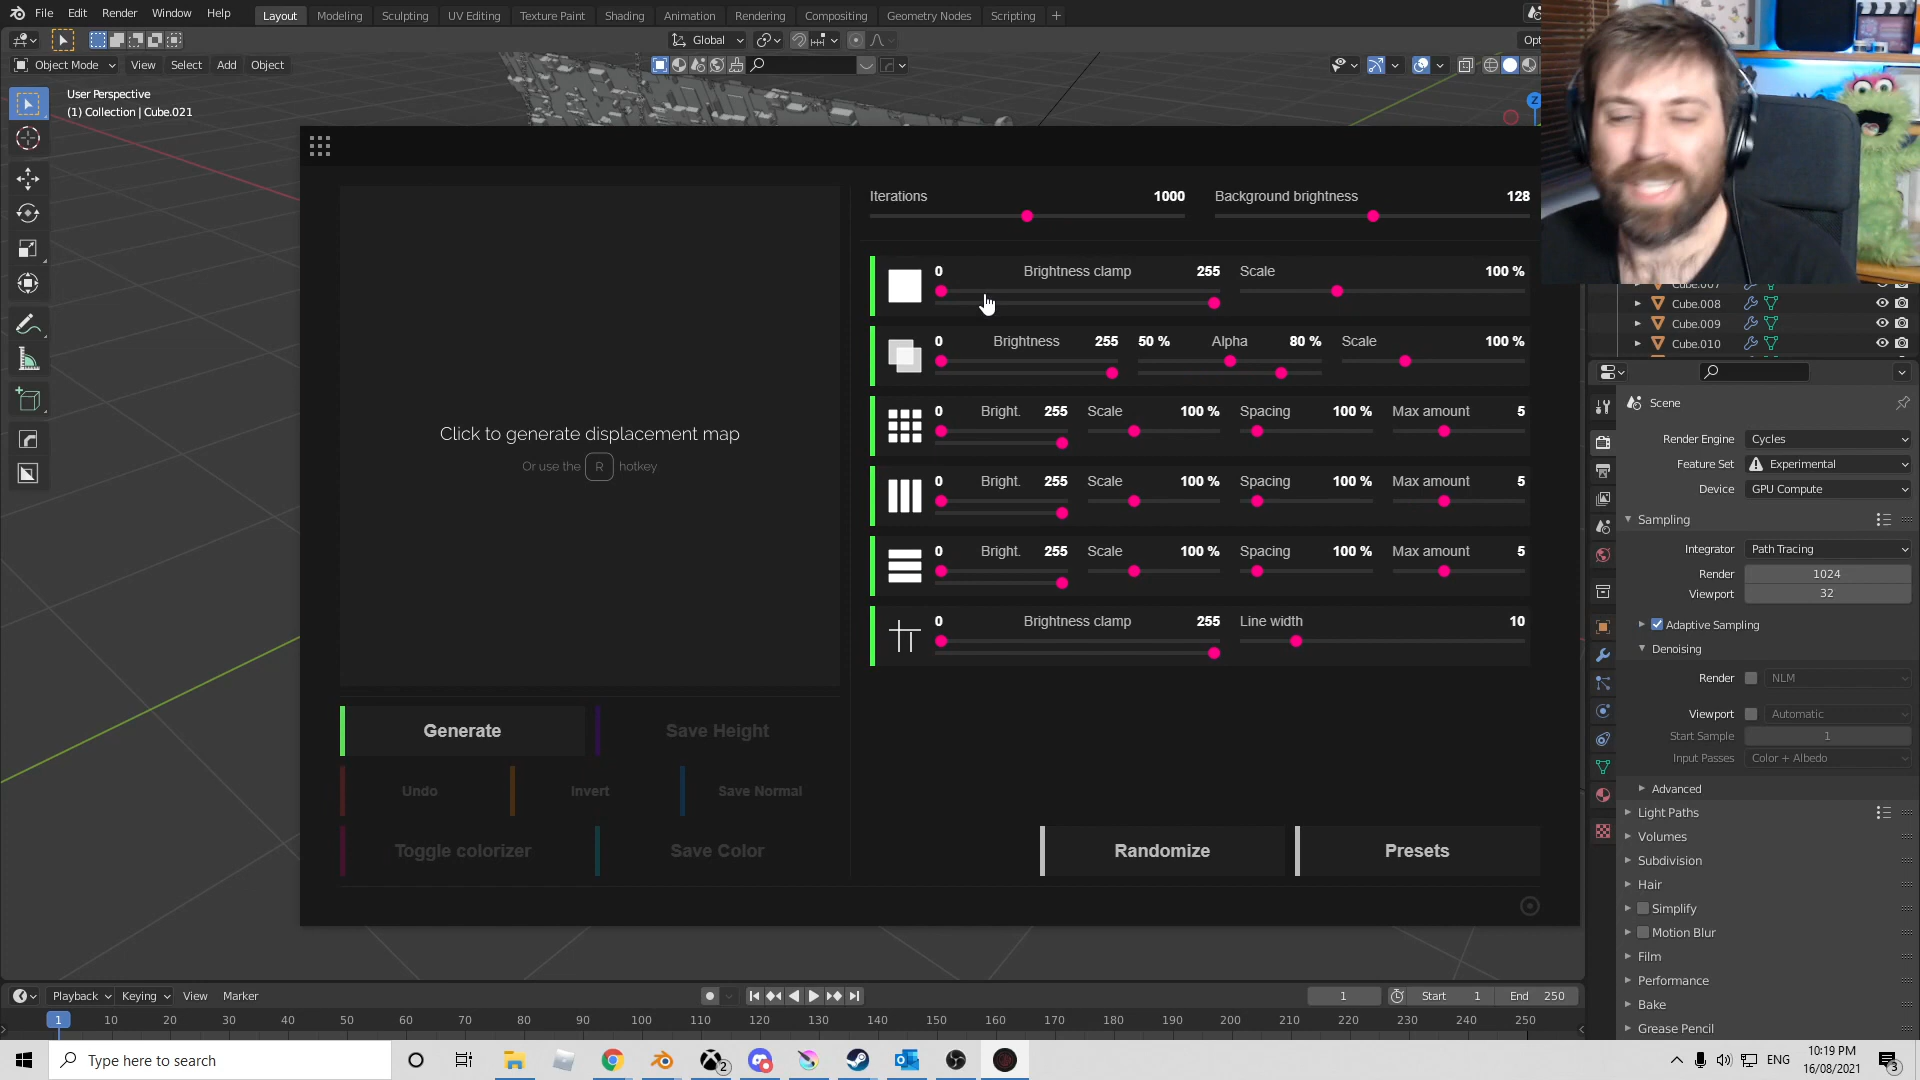 File Edit Render Window Help Layout Modeling Sculpting UV Editing Texture Paint Shading Animation Rendering Compositing Geometry Nodes Scripting +
Global
Object Mode View Select Add Object
User Perspective
(1) Collection | Cube.021
Z
Iterations 1000 Background brightness 128
0 Brightness clamp 255 Scale 100 %
0 Brightness 255 50 % Alpha 80 % Scale 100 %
0 Bright. 255 Scale 100 % Spacing 100 % Max amount 5
0 Bright. 255 Scale 100 % Spacing 100 % Max amount 5
0 Bright. 255 Scale 100 % Spacing 100 % Max amount 5
0 Brightness clamp 255 Line width 10
Click to generate displacement map
Or use the R hotkey
Generate Save Height
Undo Invert Save Normal
Toggle colorizer Save Color
Randomize Presets
Cube.008
Cube.009
Cube.010
Scene
Render Engine Cycles
Feature Set Experimental
Device GPU Compute
Sampling
Integrator Path Tracing
Render 1024
Viewport 32
Adaptive Sampling
Denoising
Render NLM
Viewport Automatic
Start Sample 1
Input Passes Color + Albedo
Advanced
Light Paths
Volumes
Subdivision
Hair
Simplify
Motion Blur
Film
Performance
Bake
Grease Pencil
Playback Keying View Marker 1 Start 1 End 250
1 10 20 30 40 50 60 70 80 90 100 110 120 130 140 150 160 170 180 190 200 210 220 230 240 250
Type here to search
2
ENG
10:19 PM
16/08/2021
3